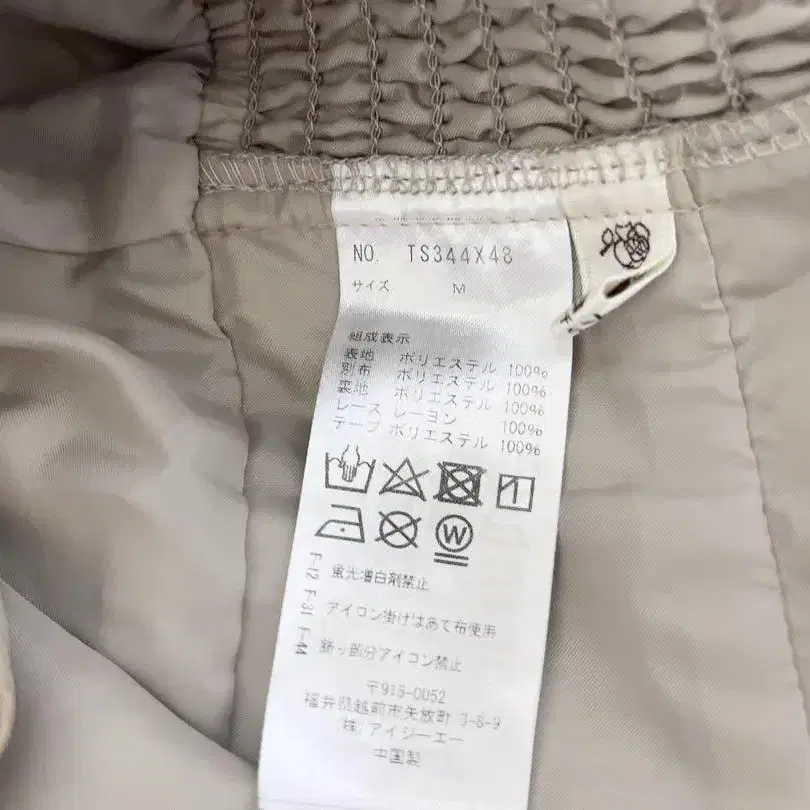 NO. TS344X48
サイズ M
組成表示
表地 ポリエステル 100%
別布 ポリエステル 100%
裏地 ポリエステル 100%
レース レーヨン 100%
テープ ポリエステル 100%
W
F-12 蛍光増白剤禁止
F-31 アイロン掛けはあて布使用
F-44 飾り部分アイロン禁止
〒915-0052
福井県越前市矢放町 3-8-9
(株) アイシーエー
中国製